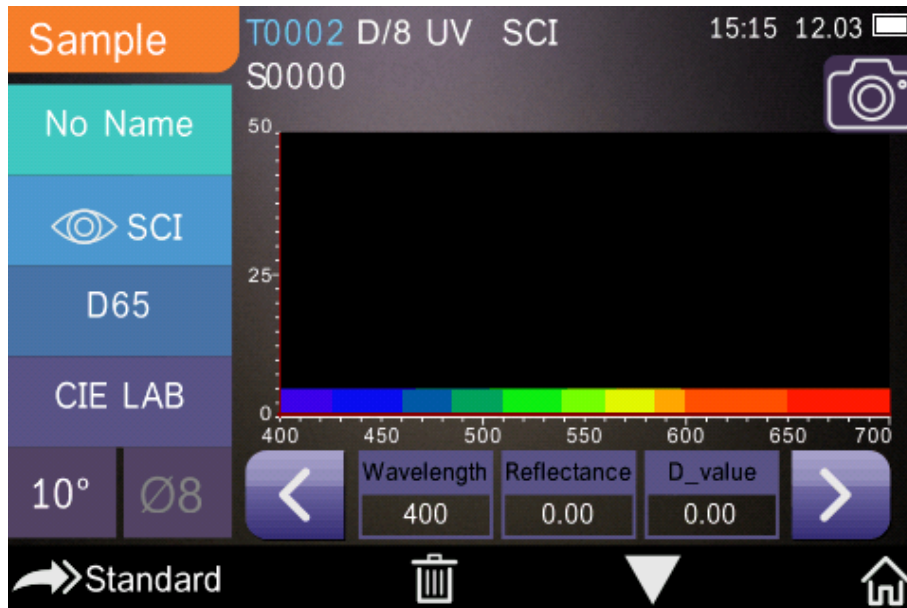 Sample
T0002 D/8 UV SCI 15:15 12.03
S0000
No Name
SCI
D65
CIE LAB
10° Ø8
50
25
0
400 450 500 550 600 650 700
Wavelength Reflectance D_value
400 0.00 0.00
Standard